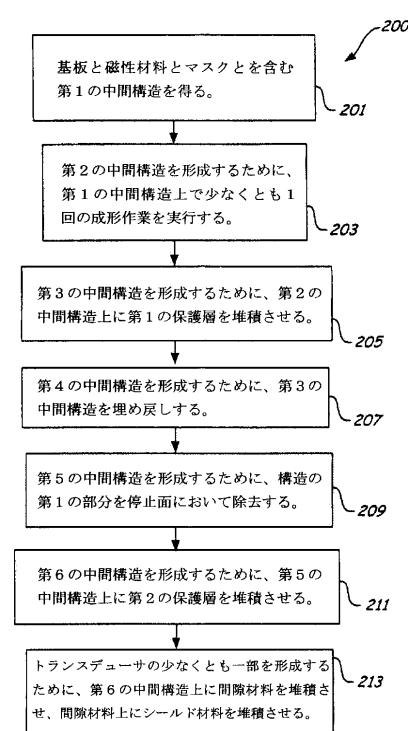 200
基板と磁性材料とマスクとを含む
第1の中間構造を得る。
201
第2の中間構造を形成するために、
第1の中間構造上で少なくとも1
回の成形作業を実行する。
203
第3の中間構造を形成するために、第2の
中間構造上に第1の保護層を堆積させる。
205
第4の中間構造を形成するために、第3の
中間構造を埋め戻しする。
207
第5の中間構造を形成するために、構造の
第1の部分を停止面において除去する。
209
第6の中間構造を形成するために、第5の
中間構造上に第2の保護層を堆積させる。
211
トランスデューサの少なくとも一部を形成する
ために、第6の中間構造上に間隙材料を堆積さ
せ、間隙材料上にシールド材料を堆積させる。
213